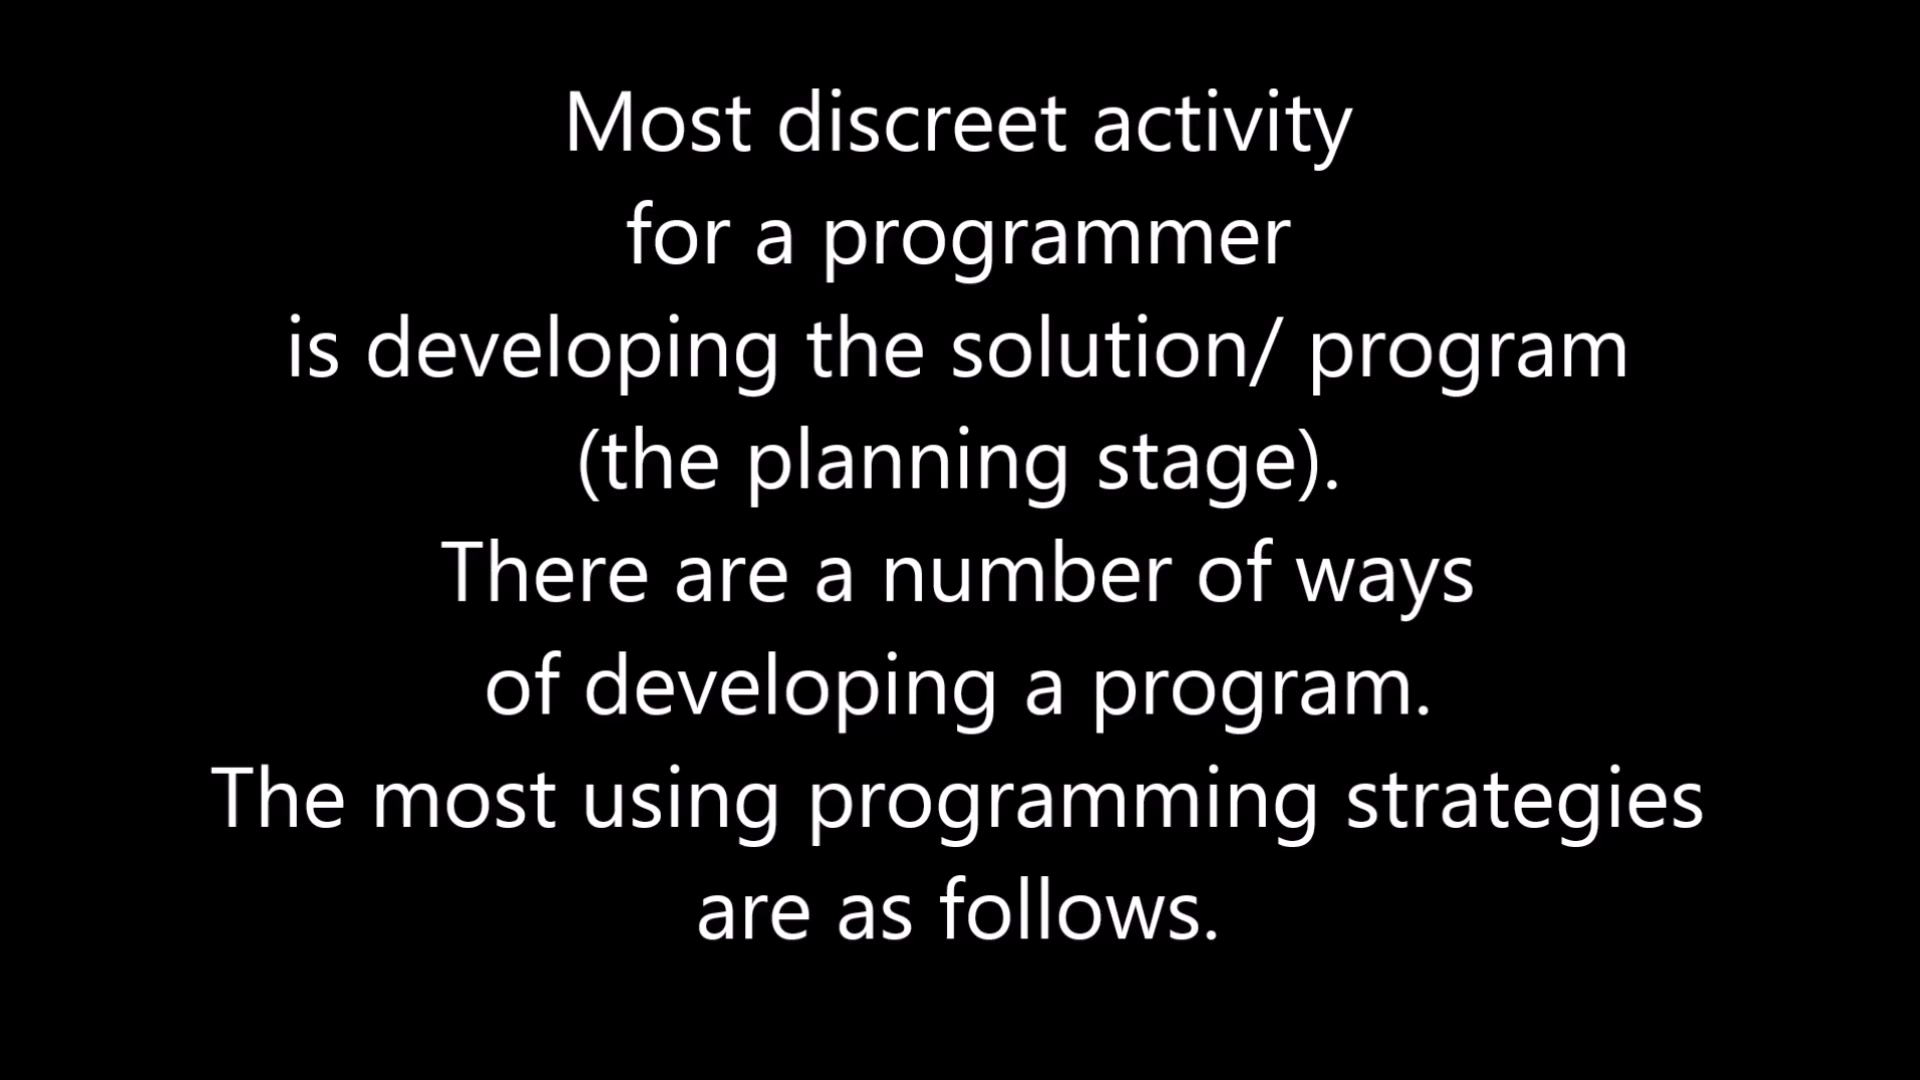 Most discreet activity
for a programmer
is developing the solution/ program
(the planning stage).
There are a number of ways
of developing a program.
The most using programming strategies
are as follows.